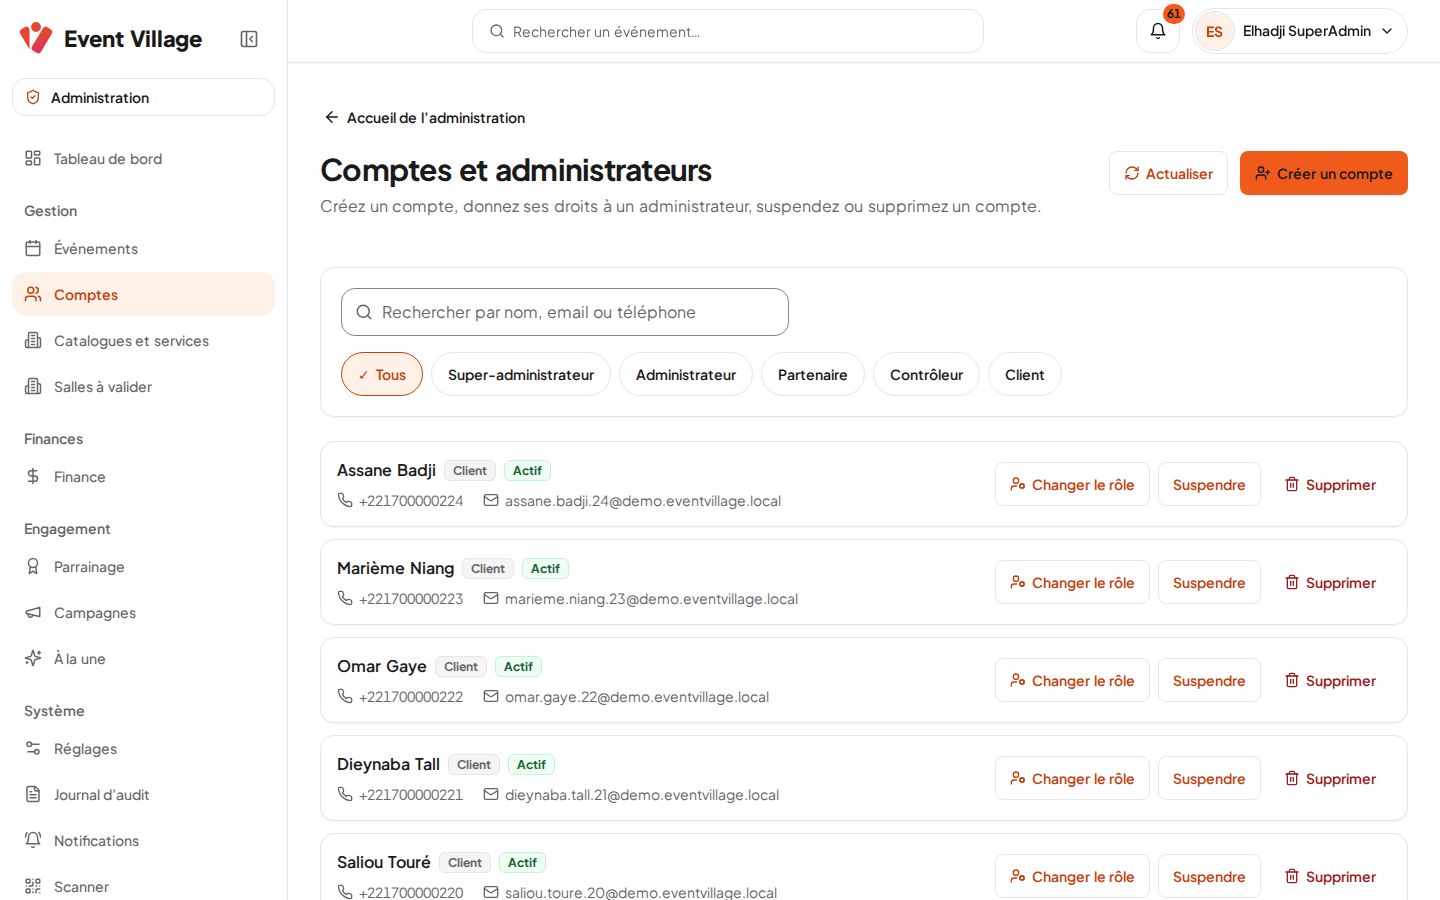 Event Village
Administration
Tableau de bord
Gestion
Événements
Comptes
Catalogues et services
Salles à valider
Finances
Finance
Engagement
Parrainage
Campagnes
À la une
Système
Réglages
Journal d’audit
Notifications
Scanner
Rechercher un événement…
61
ES
Elhadji SuperAdmin
Accueil de l’administration
Comptes et administrateurs
Créez un compte, donnez ses droits à un administrateur, suspendez ou supprimez un compte.
Actualiser
Créer un compte
Rechercher par nom, email ou téléphone
✓ Tous
Super-administrateur
Administrateur
Partenaire
Contrôleur
Client
Assane Badji Client Actif
+221700000224 assane.badji.24@demo.eventvillage.local
Changer le rôle Suspendre Supprimer
Marième Niang Client Actif
+221700000223 marieme.niang.23@demo.eventvillage.local
Changer le rôle Suspendre Supprimer
Omar Gaye Client Actif
+221700000222 omar.gaye.22@demo.eventvillage.local
Changer le rôle Suspendre Supprimer
Dieynaba Tall Client Actif
+221700000221 dieynaba.tall.21@demo.eventvillage.local
Changer le rôle Suspendre Supprimer
Saliou Touré Client Actif
+221700000220 saliou.toure.20@demo.eventvillage.local
Changer le rôle Suspendre Supprimer